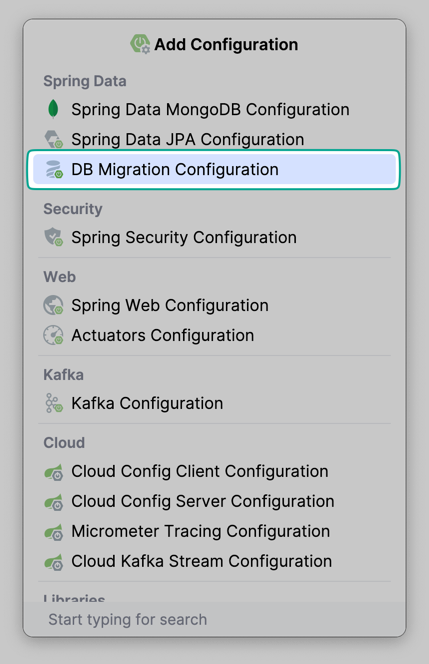 Add Configuration
Spring Data
Spring Data MongoDB Configuration
Spring Data JPA Configuration
DB Migration Configuration
Security
Spring Security Configuration
Web
Spring Web Configuration
Actuators Configuration
Kafka
Kafka Configuration
Cloud
Cloud Config Client Configuration
Cloud Config Server Configuration
Micrometer Tracing Configuration
Cloud Kafka Stream Configuration
Libraries
Start typing for search